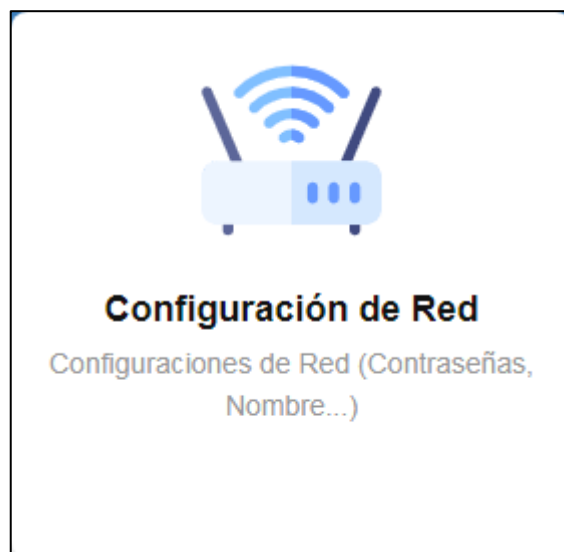 Configuración de Red
Configuraciones de Red (Contraseñas,
Nombre...)